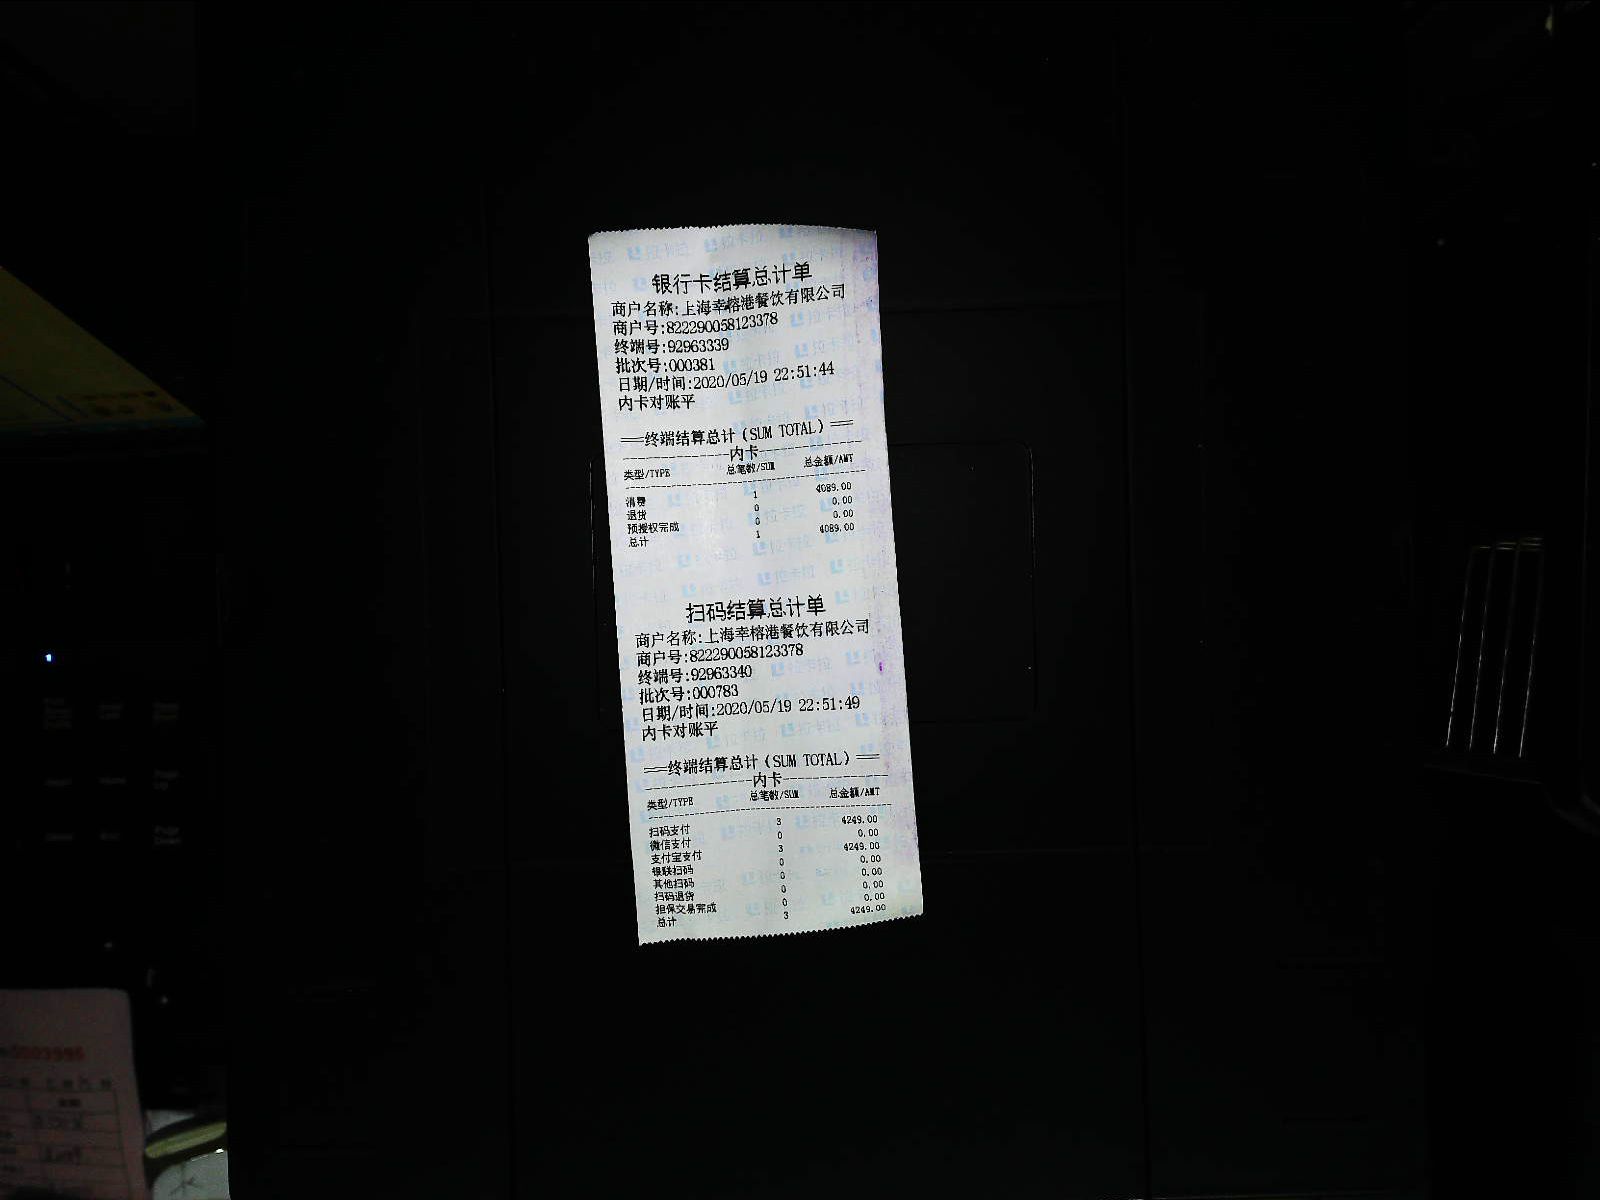 银行卡结算总计单
商户名称:上海幸榕港餐饮有限公司
商户号:822290058123378
终端号:92963339
批次号:000381
日期/时间:2020/05/19 22:51:44
内卡对账平
==终端结算总计(SUM TOTAL)==
内卡
类型/TYPE 总笔数/SUM 总金额/AMT
消费 1 4089.00
退货 0 0.00
预授权完成 0 0.00
总计 1 4089.00
扫码结算总计单
商户名称:上海幸榕港餐饮有限公司
商户号:822290058123378
终端号:92963340
批次号:000783
日期/时间:2020/05/19 22:51:49
内卡对账平
==终端结算总计(SUM TOTAL)==
内卡
类型/TYPE 总笔数/SUM 总金额/AMT
扫码支付 3 4249.00
微信支付 0 0.00
支付宝支付 3 4249.00
银联扫码 0 0.00
其他扫码 0 0.00
扫码退货 0 0.00
担保交易完成 0 0.00
总计 3 4249.00